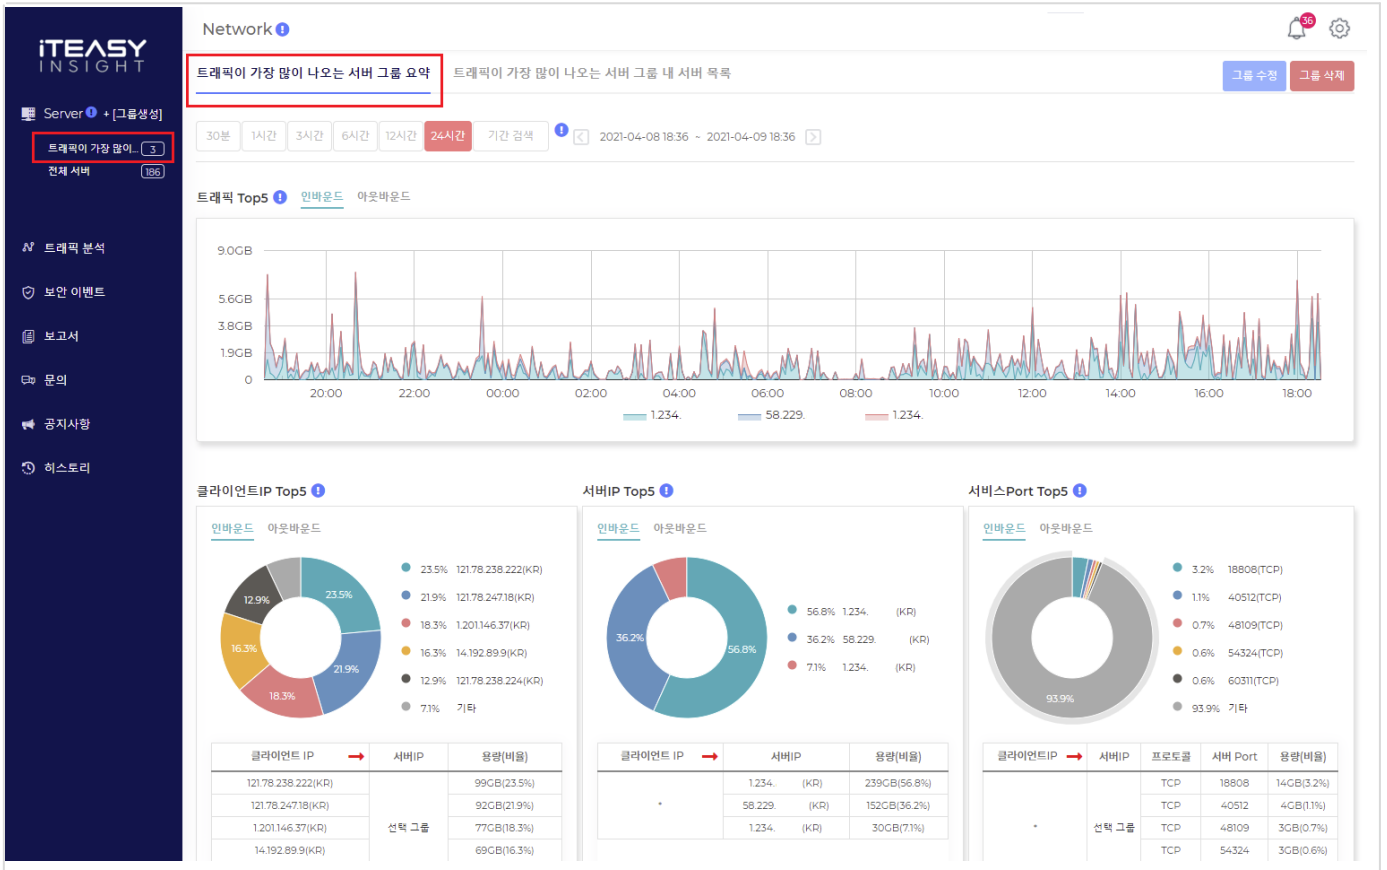 Network
36
iTEASY
INSIGHT
트래픽이 가장 많이 나오는 서버 그룹 요약
트래픽이 가장 많이 나오는 서버 그룹 내 서버 목록
그룹 수정
그룹 삭제
Server + [그룹생성]
트래픽이 가장 많이... 3
전체 서버 186
트래픽 분석
보안 이벤트
보고서
문의
공지사항
히스토리
30분 1시간 3시간 6시간 12시간 24시간 기간 검색
2021-04-08 18:36 ~ 2021-04-09 18:36
트래픽 Top5 인바운드 아웃바운드
9.0GB
5.6GB
3.8GB
1.9GB
0
20:00 22:00 00:00 02:00 04:00 06:00 08:00 10:00 12:00 14:00 16:00 18:00
1.234. 58.229. 1.234.
클라이언트IP Top5
인바운드 아웃바운드
23.5%
21.9%
18.3%
16.3%
12.9%
23.5% 121.78.238.222(KR)
21.9% 121.78.247.18(KR)
18.3% 1.201.146.37(KR)
16.3% 14.192.89.9(KR)
12.9% 121.78.238.224(KR)
7.1% 기타
클라이언트 IP → 서버IP 용량(비율)
121.78.238.222(KR) 99GB(23.5%)
121.78.247.18(KR) 92GB(21.9%)
1.201.146.37(KR) 선택 그룹 77GB(18.3%)
14.192.89.9(KR) 69GB(16.3%)
서버IP Top5
인바운드 아웃바운드
36.2%
56.8%
56.8% 1.234. (KR)
36.2% 58.229. (KR)
7.1% 1.234. (KR)
클라이언트 IP → 서버IP 용량(비율)
1.234. (KR) 239GB(56.8%)
* 58.229. (KR) 152GB(36.2%)
1.234. (KR) 30GB(7.1%)
서비스Port Top5
인바운드 아웃바운드
93.9%
3.2% 18808(TCP)
1.1% 40512(TCP)
0.7% 48109(TCP)
0.6% 54324(TCP)
0.6% 60311(TCP)
93.9% 기타
클라이언트IP → 서버IP 프로토콜 서버 Port 용량(비율)
TCP 18808 14GB(3.2%)
TCP 40512 4GB(1.1%)
* 선택 그룹 TCP 48109 3GB(0.7%)
TCP 54324 3GB(0.6%)